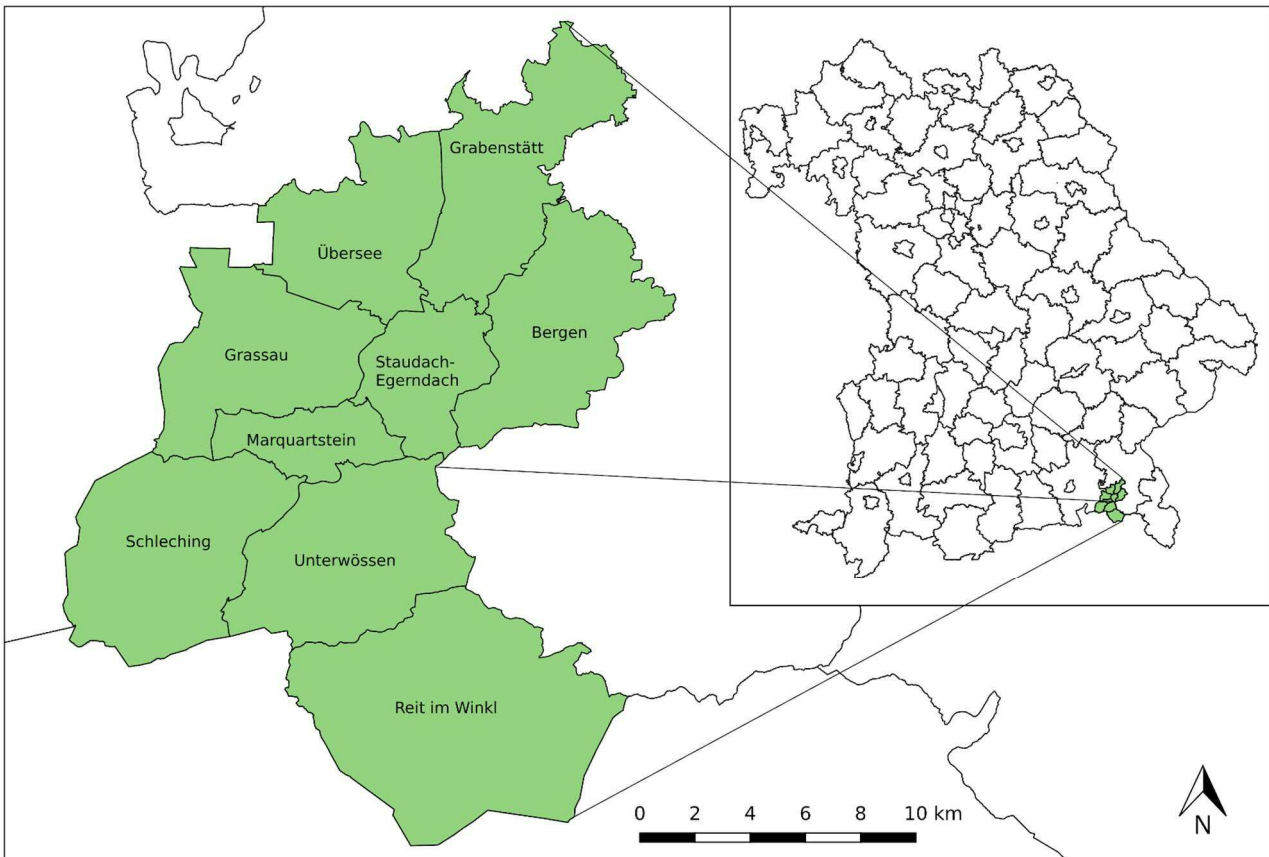 Grabenstätt
Übersee
Bergen
Grassau
Staudach-
Egerndach
Marquartstein
Schleching
Unterwössen
Reit im Winkl
0 2 4 6 8 10 km
N